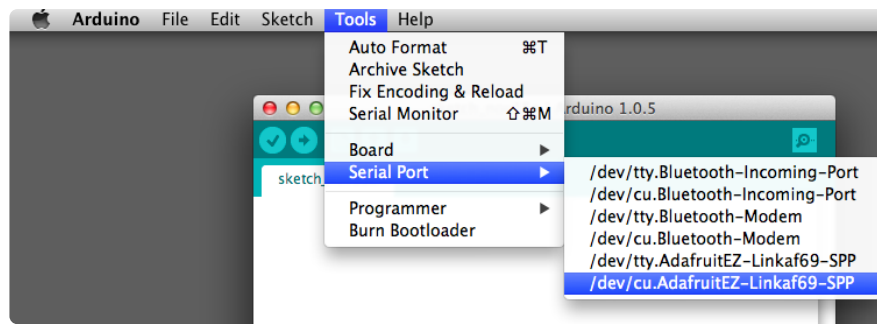 Arduino File Edit Sketch Tools Help
Auto Format ⌘T
Archive Sketch
Fix Encoding & Reload
Serial Monitor ⇧⌘M
rduino 1.0.5
Board
sketch_
Serial Port
Programmer
Burn Bootloader
/dev/tty.Bluetooth-Incoming-Port
/dev/cu.Bluetooth-Incoming-Port
/dev/tty.Bluetooth-Modem
/dev/cu.Bluetooth-Modem
/dev/tty.AdafruitEZ-Linkaf69-SPP
/dev/cu.AdafruitEZ-Linkaf69-SPP